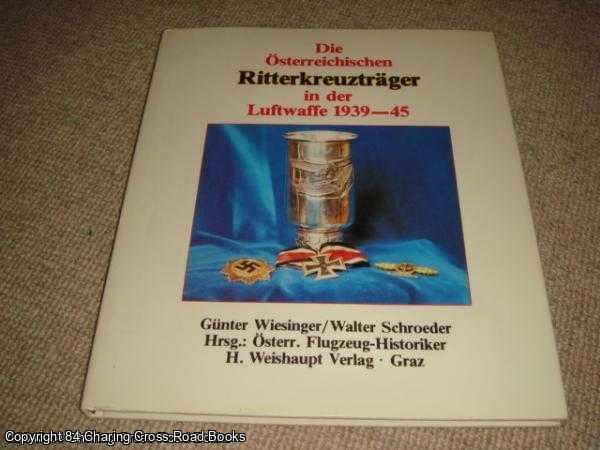 Die
Österreichischen
Ritterkreuzträger
in der
Luftwaffe 1939—45
Günter Wiesinger/Walter Schroeder
Hrsg.: Österr. Flugzeug-Historiker
H. Weishaupt Verlag · Graz
Copyright 84 Charing Cross Road Books